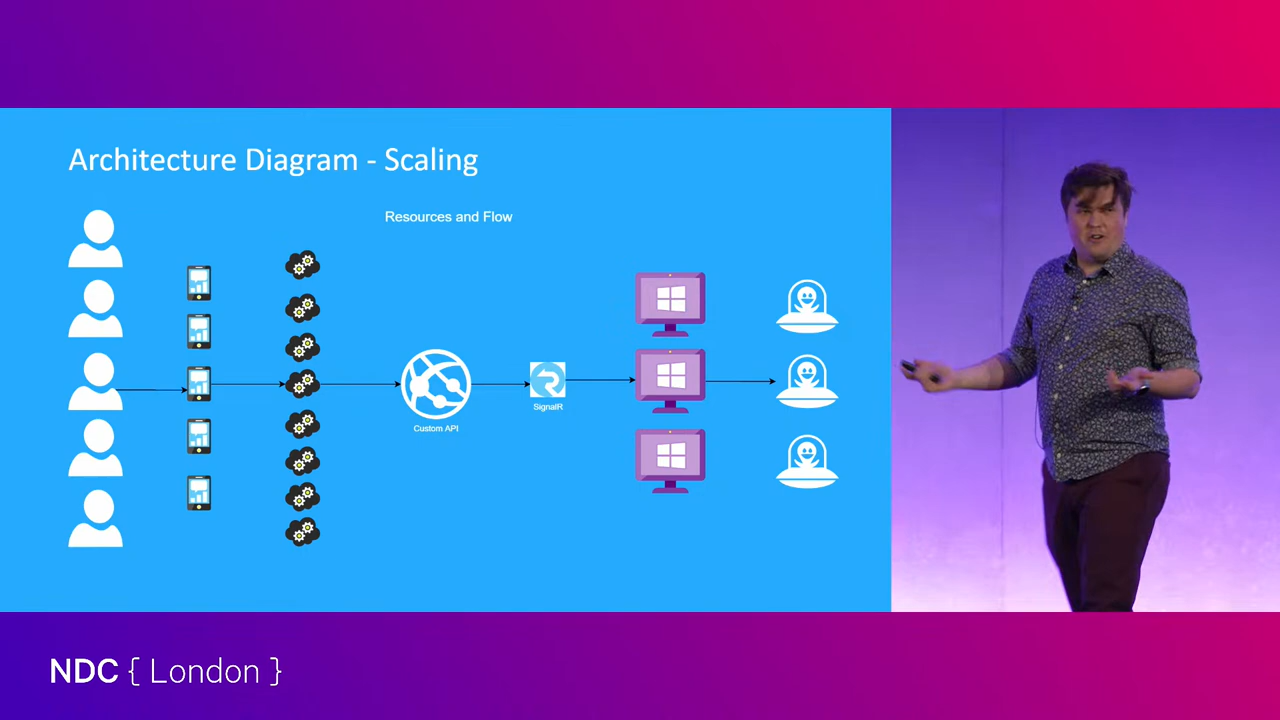 Architecture Diagram - Scaling
Resources and Flow
Custom API
SignalR
NDC { London }